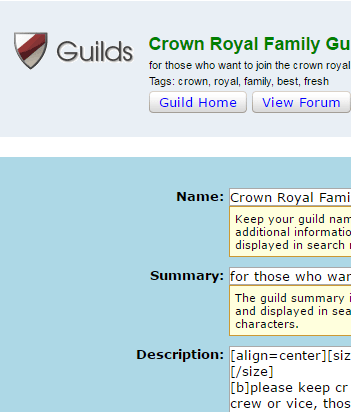 Guilds
Crown Royal Family Gu
for those who want to join the crown royal
Tags: crown, royal, family, best, fresh
Guild Home View Forum
Name: Crown Royal Fami
Keep your guild nam
additional informatio
displayed in search
Summary: for those who wan
The guild summary i
and displayed in sea
characters.
Description: [align=center][siz
[/size]
[b]please keep cr
crew or vice, thos